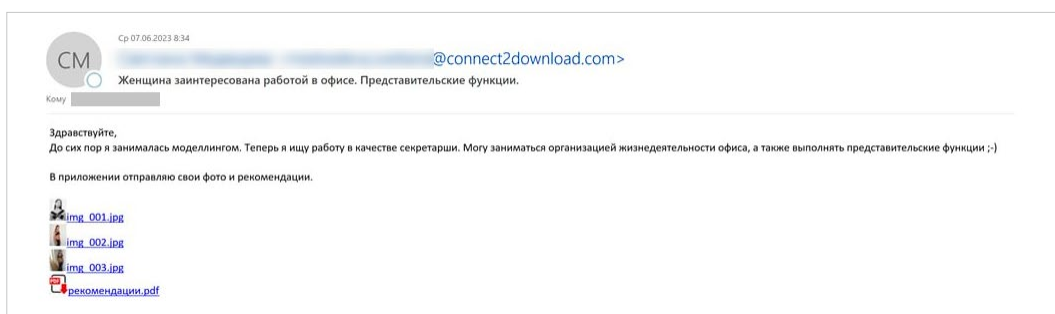 Ср 07.06.2023 8:34
СМ
@connect2download.com>
Женщина заинтересована работой в офисе. Представительские функции.
Кому
Здравствуйте,
До сих пор я занималась моделлингом. Теперь я ищу работу в качестве секретарши. Могу заниматься организацией жизнедеятельности офиса, а также выполнять представительские функции ;-)
В приложении отправляю свои фото и рекомендации.
img_001.jpg
img_002.jpg
img_003.jpg
рекомендации.pdf